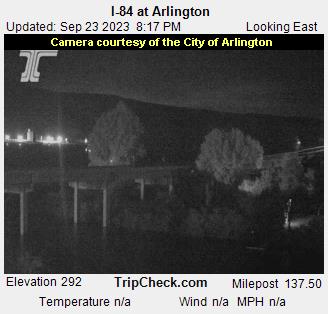 I-84 at Arlington
Updated: Sep 23 2023 8:17 PM Looking East
Camera courtesy of the City of Arlington
Elevation 292 TripCheck.com Milepost 137.50
Temperature n/a Wind n/a MPH n/a